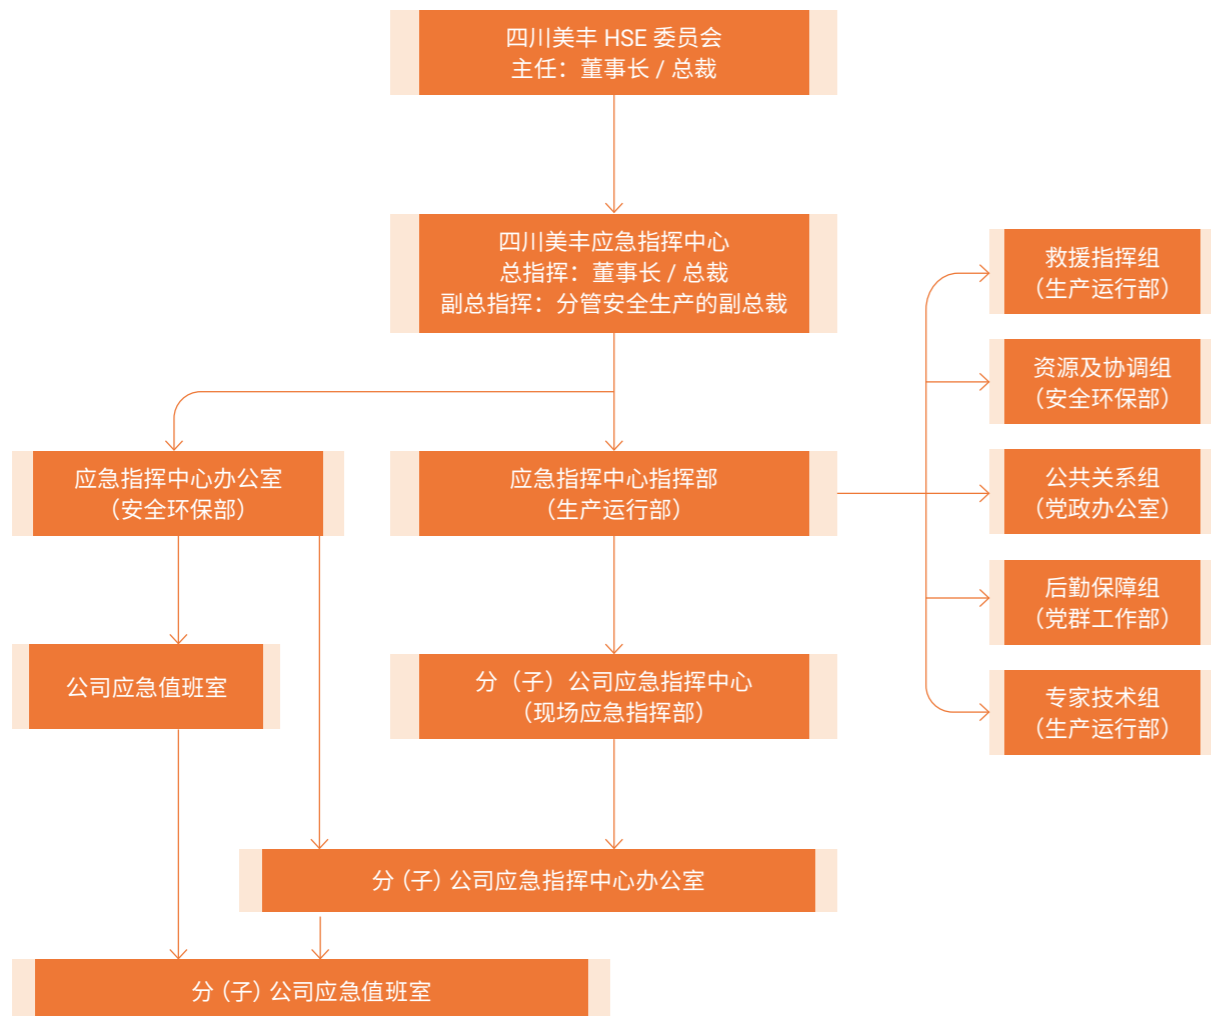 四川美丰 HSE 委员会
主任：董事长 / 总裁
四川美丰应急指挥中心
总指挥：董事长 / 总裁
副总指挥：分管安全生产的副总裁
救援指挥组
（生产运行部）
资源及协调组
（安全环保部）
公共关系组
（党政办公室）
后勤保障组
（党群工作部）
专家技术组
（生产运行部）
应急指挥中心办公室
（安全环保部）
应急指挥中心指挥部
（生产运行部）
公司应急值班室
分（子）公司应急指挥中心
（现场应急指挥部）
分（子）公司应急指挥中心办公室
分（子）公司应急值班室